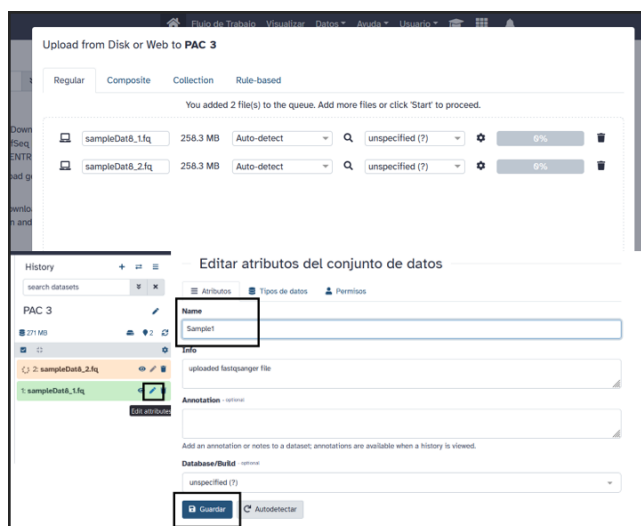 Flujo de Trabajo Visualizar Datos Ayuda Usuario
Upload from Disk or Web to PAC 3
Regular Composite Collection Rule-based
You added 2 file(s) to the queue. Add more files or click 'Start' to proceed.
sampleDat8_1.fq 258.3 MB Auto-detect unspecified (?) 0%
sampleDat8_2.fq 258.3 MB Auto-detect unspecified (?) 0%
History
search datasets
PAC 3
271 MB 2
2: sampleDat8_2.fq
1: sampleDat8_1.fq
Edit attributes
Editar atributos del conjunto de datos
Atributos Tipos de datos Permisos
Name
Sample1
Info
uploaded fastqsanger file
Annotation - optional
Add an annotation or notes to a dataset; annotations are available when a history is viewed.
Database/Build - optional
unspecified (?)
Guardar Autodetectar